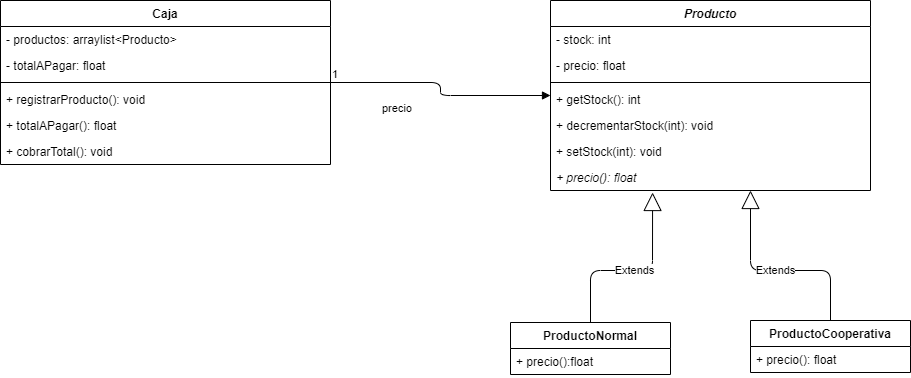 Caja
- productos: arraylist<Producto>
- totalAPagar: float
+ registrarProducto(): void
+ totalAPagar(): float
+ cobrarTotal(): void
1
precio
Producto
- stock: int
- precio: float
+ getStock(): int
+ decrementarStock(int): void
+ setStock(int): void
+ precio(): float
Extends
Extends
ProductoNormal
+ precio():float
ProductoCooperativa
+ precio(): float